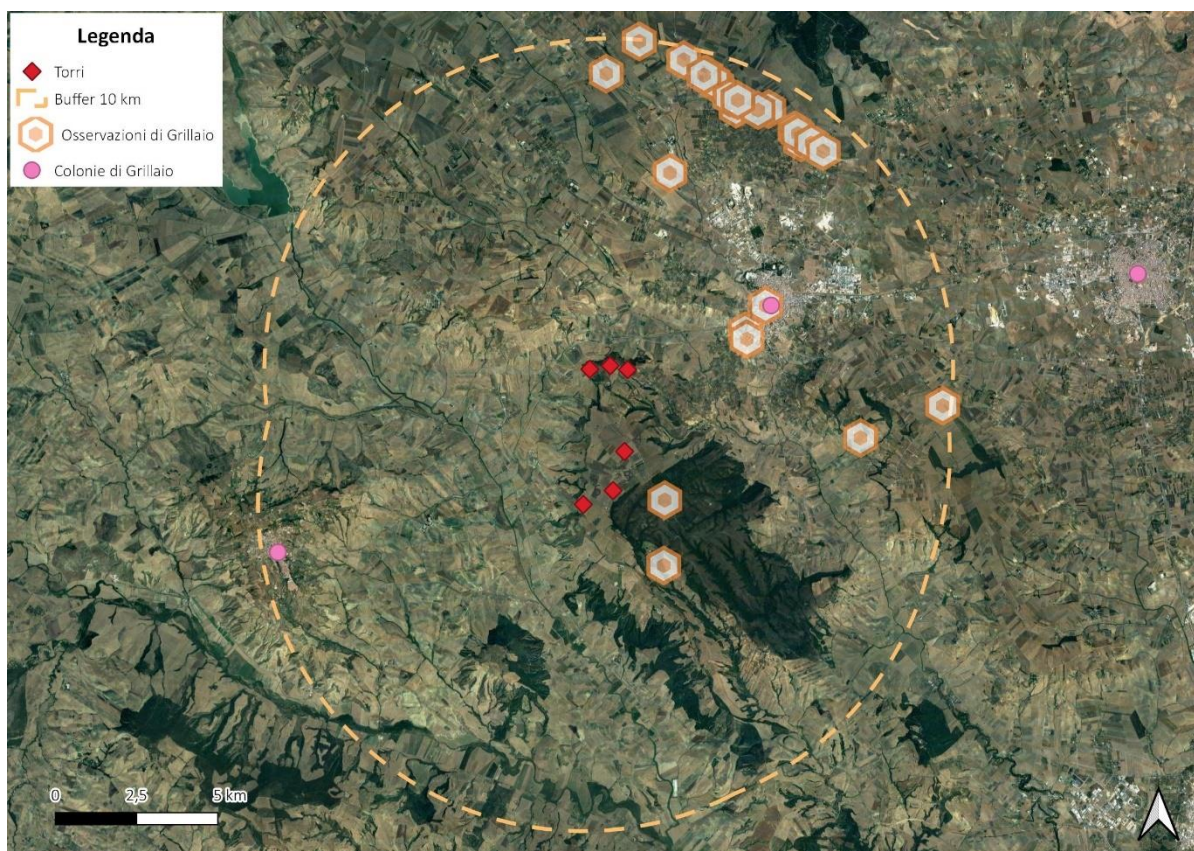 Legenda
Torri
Buffer 10 km
Osservazioni di Grillaio
Colonie di Grillaio
0 2,5 5 km